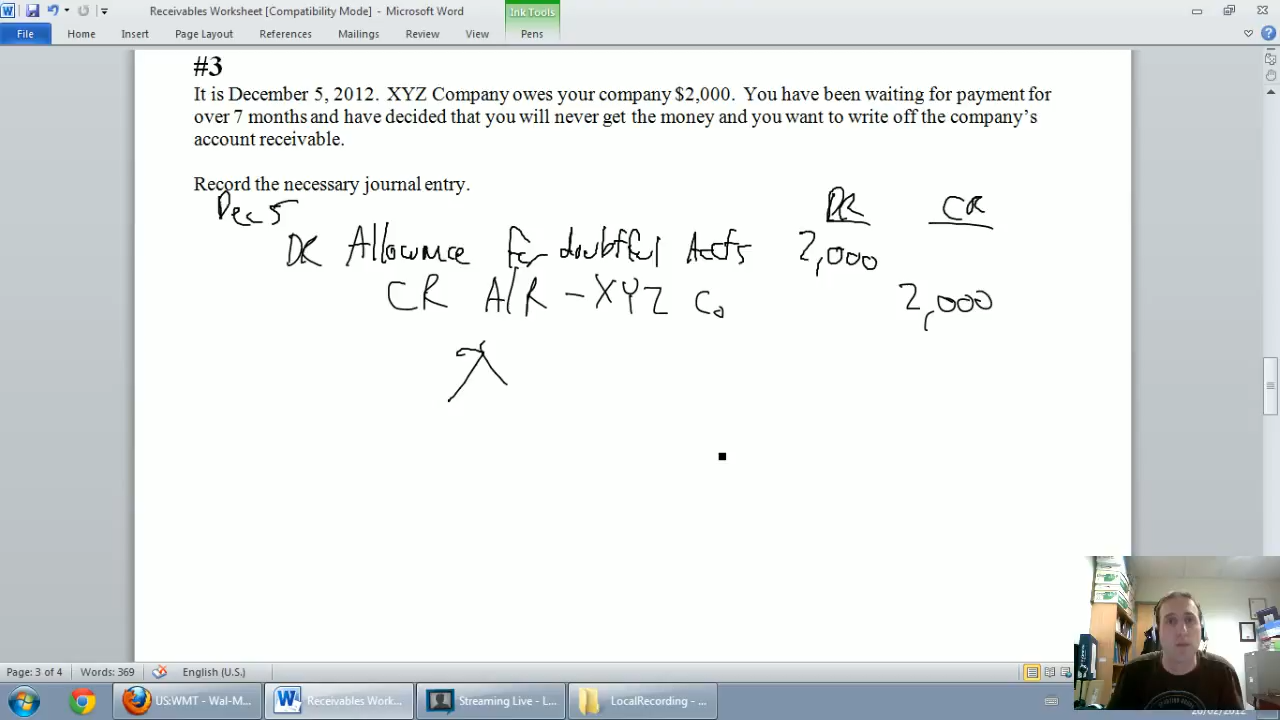 Receivables Worksheet [Compatibility Mode] - Microsoft Word
Ink Tools
File Home Insert Page Layout References Mailings Review View Pens
#3
It is December 5, 2012. XYZ Company owes your company $2,000. You have been waiting for payment for
over 7 months and have decided that you will never get the money and you want to write off the company's
account receivable.
Record the necessary journal entry.
Dec 5
DR CR
DR Allowance for doubtful Accts 2,000
CR A/R - XYZ Co 2,000
Page: 3 of 4 Words: 369 English (U.S.)
US:WMT - Wal-M... Receivables Work... Streaming Live - L... LocalRecording - ...